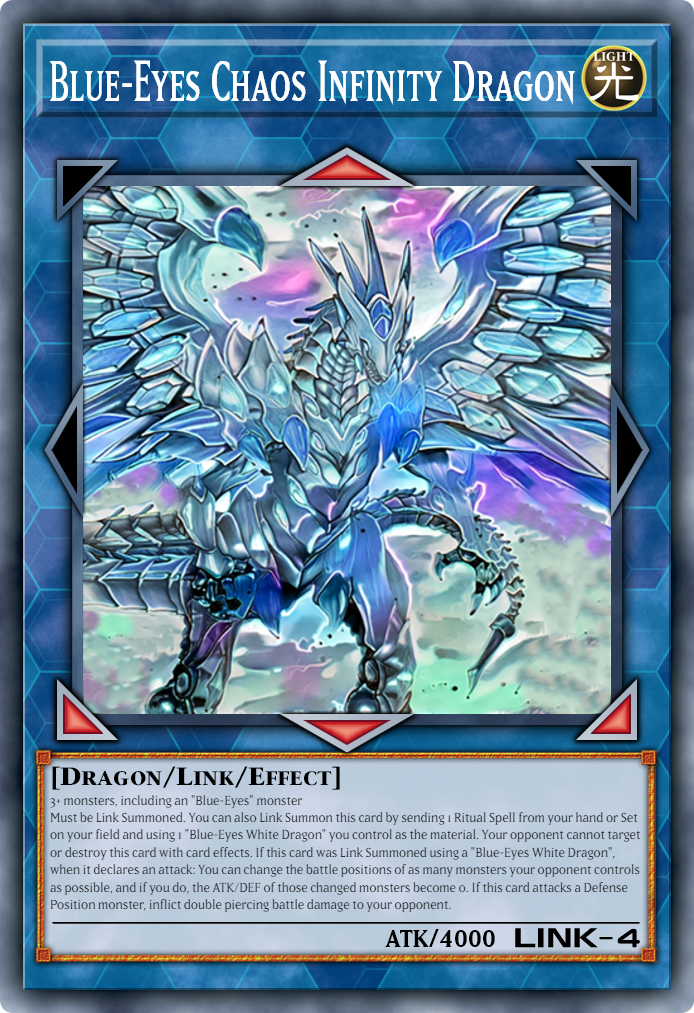 Blue-Eyes Chaos Infinity Dragon
LIGHT
光
[Dragon/Link/Effect]
3+ monsters, including an "Blue-Eyes" monster
Must be Link Summoned. You can also Link Summon this card by sending 1 Ritual Spell from your hand or Set
on your field and using 1 "Blue-Eyes White Dragon" you control as the material. Your opponent cannot target
or destroy this card with card effects. If this card was Link Summoned using a "Blue-Eyes White Dragon",
when it declares an attack: You can change the battle positions of as many monsters your opponent controls
as possible, and if you do, the ATK/DEF of those changed monsters become 0. If this card attacks a Defense
Position monster, inflict double piercing battle damage to your opponent.
ATK/4000 LINK-4